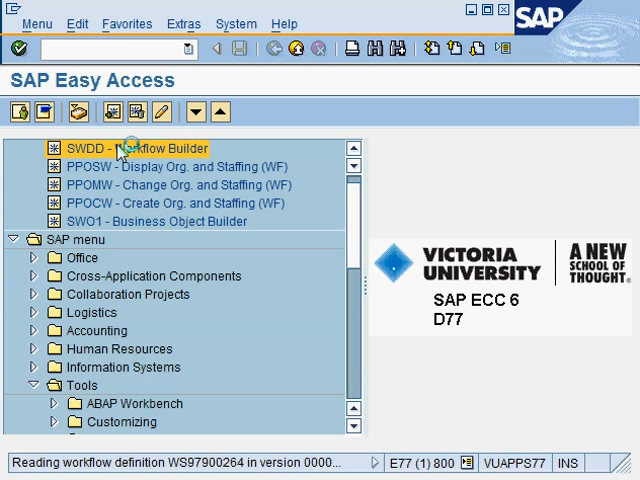 Menu Edit Favorites Extras System Help
SAP
SAP Easy Access
SWDD - Workflow Builder
PPOSW - Display Org. and Staffing (WF)
PPOMW - Change Org. and Staffing (WF)
PPOCW - Create Org. and Staffing (WF)
SWO1 - Business Object Builder
SAP menu
Office
Cross-Application Components
Collaboration Projects
Logistics
Accounting
Human Resources
Information Systems
Tools
ABAP Workbench
Customizing
VICTORIA
UNIVERSITY
A NEW
SCHOOL OF
THOUGHT.
SAP ECC 6
D77
Reading workflow definition WS97900264 in version 0000... E77 (1) 800 VUAPPS77 INS